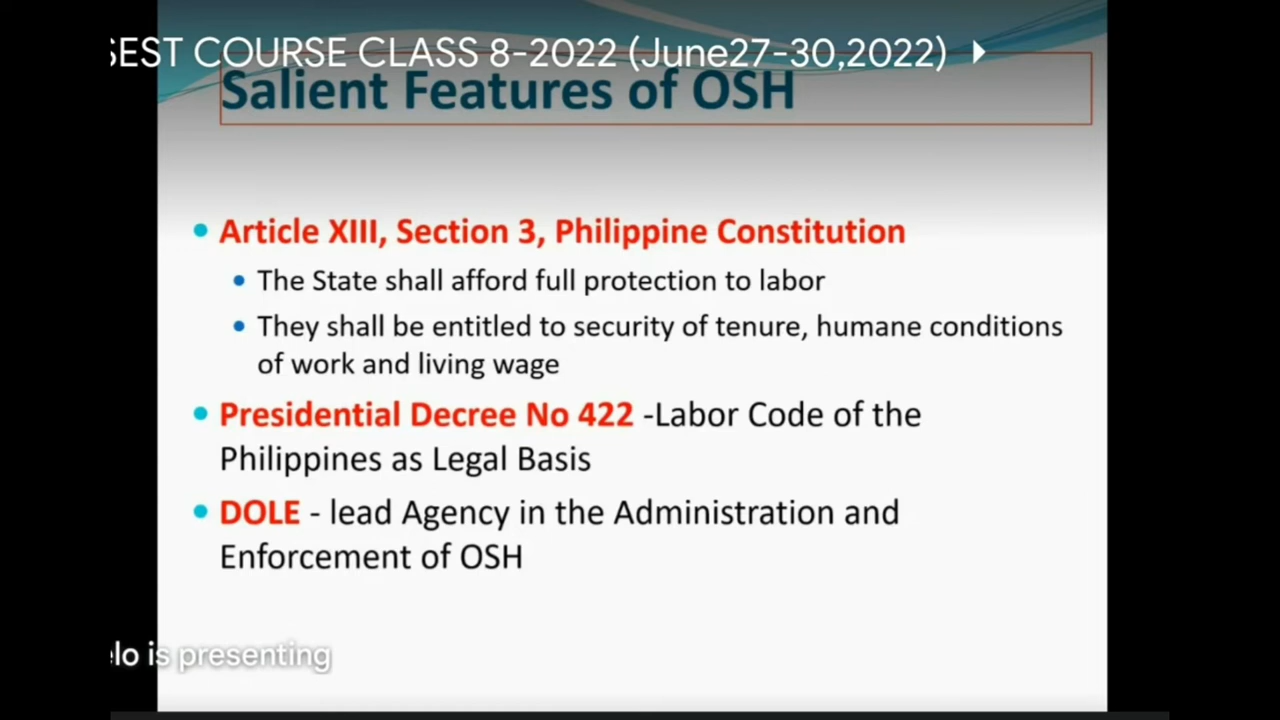 SEST COURSE CLASS 8-2022 (June27-30,2022)
Salient Features of OSH
• Article XIII, Section 3, Philippine Constitution
• The State shall afford full protection to labor
• They shall be entitled to security of tenure, humane conditions
of work and living wage
• Presidential Decree No 422 -Labor Code of the
Philippines as Legal Basis
• DOLE - lead Agency in the Administration and
Enforcement of OSH
is presenting